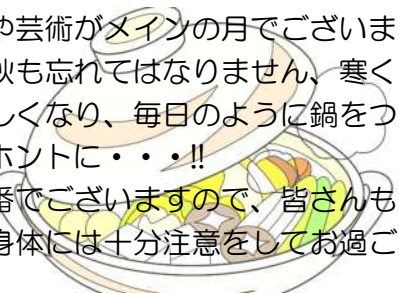 や芸術がメインの月でございま
秋も忘れてはなりません、寒く
しくなり、毎日のように鍋をつ
ホントに・・・!!
番でございますので、皆さんも
身体には十分注意をしてお過ご